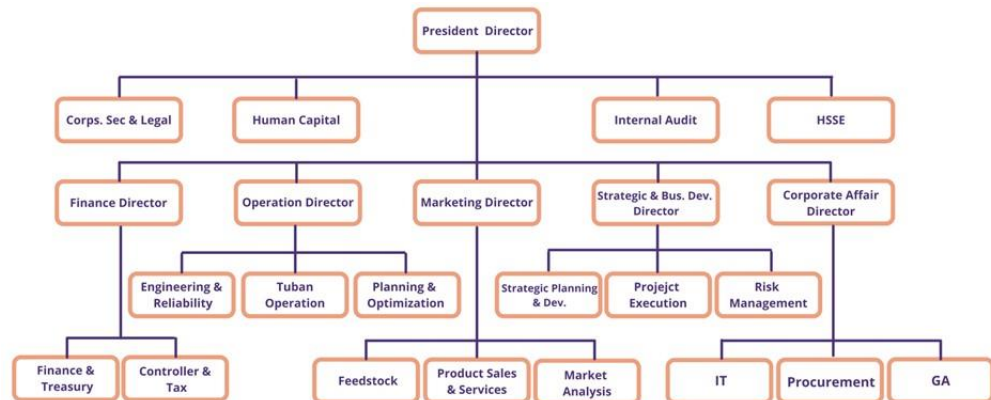 President Director
Corps. Sec & Legal
Human Capital
Internal Audit
HSSE
Finance Director
Operation Director
Marketing Director
Strategic & Bus. Dev.
Director
Corporate Affair
Director
Engineering &
Reliability
Tuban
Operation
Planning &
Optimization
Strategic Planning
& Dev.
Projejct
Execution
Risk
Management
Finance &
Treasury
Controller &
Tax
Feedstock
Product Sales
& Services
Market
Analysis
IT
Procurement
GA